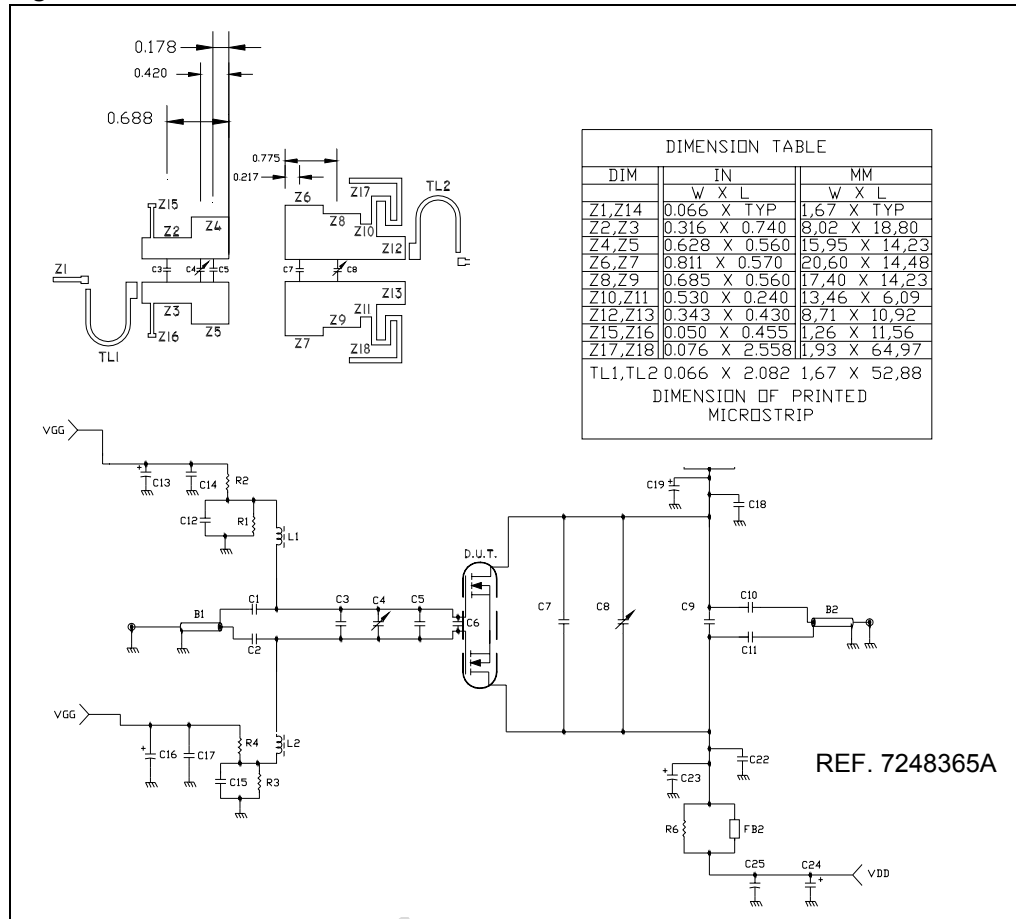 0.178
0.420
0.688
0.775
0.217
Z15
Z2
Z4
Z6
Z8
Z17
Z10
TL2
Z12
Z1
C3
C4
C5
C7
C8
Z3
Z5
Z16
TL1
Z13
Z11
Z9
Z7
Z18
DIMENSION TABLE
DIM IN MM
W X L W X L
Z1,Z14 0.066 X TYP 1,67 X TYP
Z2,Z3 0.316 X 0.740 8,02 X 18,80
Z4,Z5 0.628 X 0.560 15,95 X 14,23
Z6,Z7 0.811 X 0.570 20,60 X 14,48
Z8,Z9 0.685 X 0.560 17,40 X 14,23
Z10,Z11 0.530 X 0.240 13,46 X 6,09
Z12,Z13 0.343 X 0.430 8,71 X 10,92
Z15,Z16 0.050 X 0.455 1,26 X 11,56
Z17,Z18 0.076 X 2.558 1,93 X 64,97
TL1,TL2 0.066 X 2.082 1,67 X 52,88
DIMENSION OF PRINTED
MICROSTRIP
VGG
+
C13
C14
R2
C12
R1
L1
C19
+
C18
D.U.T.
B1
C1
C2
C3
C4
C5
C6
C7
C8
C9
C10
C11
B2
VGG
+
C16
C17
R4
L2
C15
R3
C22
+
C23
REF. 7248365A
R6
FB2
C25
C24
+
VDD